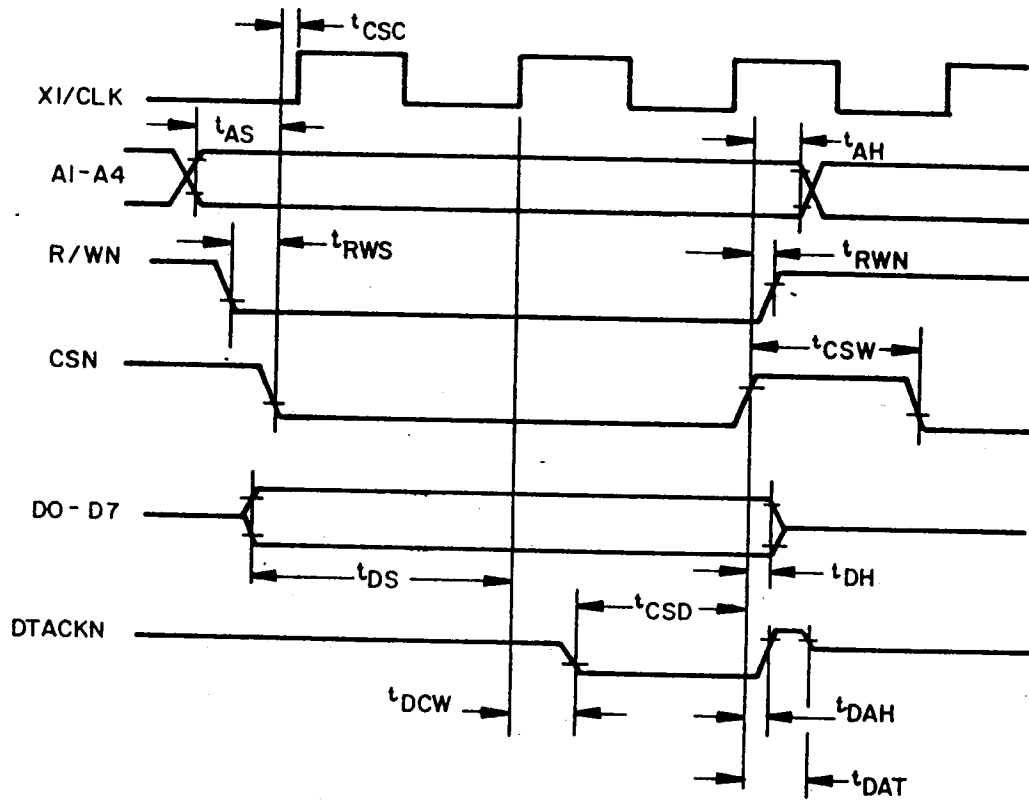 tCSC
X1/CLK
tAS
tAH
A1-A4
tRWS
R/WN
tRWN
CSN
tCSW
D0-D7
tDS
tDH
tCSD
DTACKN
tDCW
tDAH
tDAT